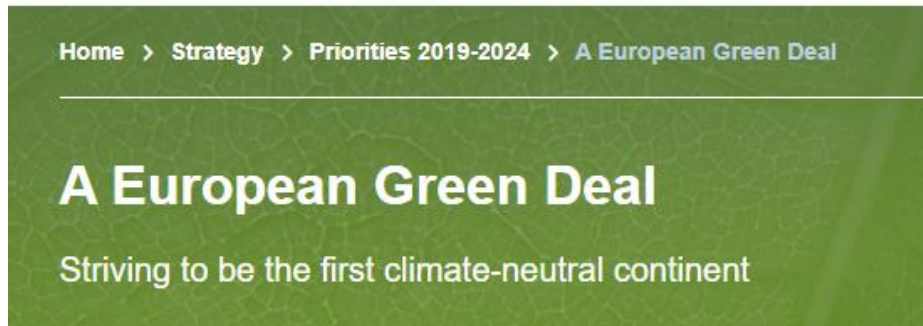 Home > Strategy > Priorities 2019-2024 > A European Green Deal
A European Green Deal
Striving to be the first climate-neutral continent